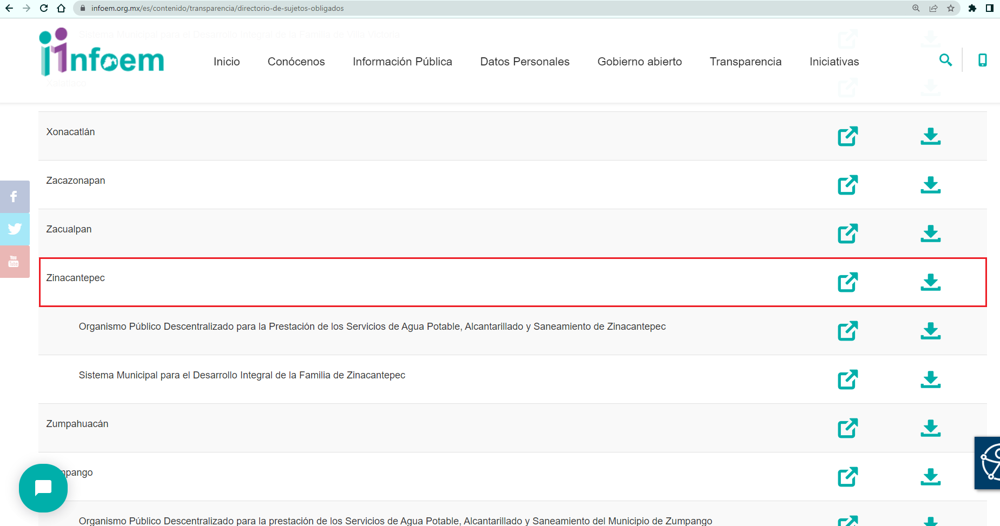 infoem.org.mx/es/contenido/transparencia/directorio-de-sujetos-obligados
Sistema Municipal para el Desarrollo Integral de la Familia de Villa Victoria
infoem
Inicio Conócenos Información Pública Datos Personales Gobierno abierto Transparencia Iniciativas
Xalatlaco
Xonacatlán
Zacazonapan
Zacualpan
You
Tube
Zinacantepec
Organismo Público Descentralizado para la Prestación de los Servicios de Agua Potable, Alcantarillado y Saneamiento de Zinacantepec
Sistema Municipal para el Desarrollo Integral de la Familia de Zinacantepec
Zumpahuacán
mpango
Organismo Público Descentralizado para la prestación de los Servicios de Agua Potable, Alcantarillado y Saneamiento del Municipio de Zumpango